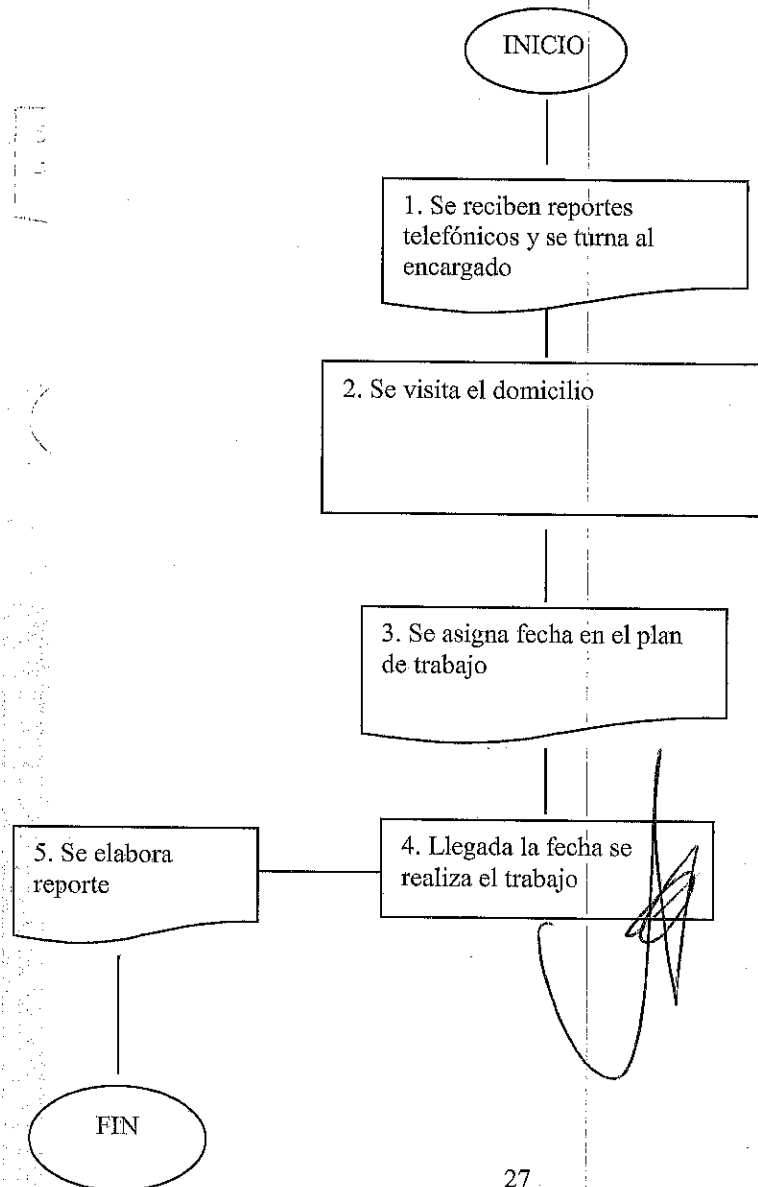 INICIO
1. Se reciben reportes
telefónicos y se turna al
encargado
2. Se visita el domicilio
3. Se asigna fecha en el plan
de trabajo
4. Llegada la fecha se
realiza el trabajo
5. Se elabora
reporte
FIN
27